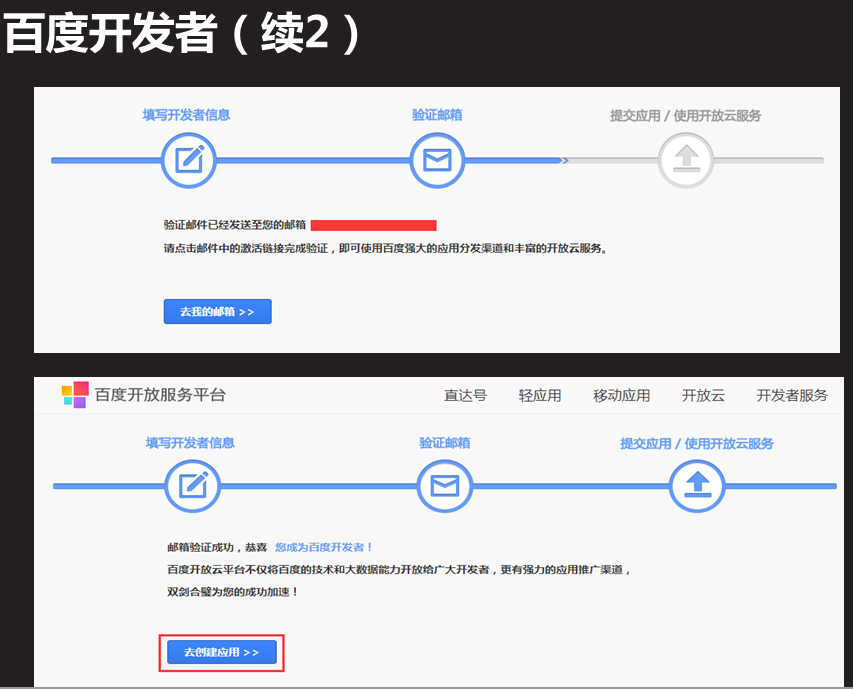 百度开发者（续2）
填写开发者信息
验证邮箱
提交应用 / 使用开放云服务
验证邮件已经发送至您的邮箱
请点击邮件中的激活链接完成验证，即可使用百度强大的应用分发渠道和丰富的开放云服务。
去我的邮箱 >>
百度开放服务平台 直达号 轻应用 移动应用 开放云 开发者服务
填写开发者信息
验证邮箱
提交应用 / 使用开放云服务
邮箱验证成功，恭喜 您成为百度开发者！
百度开放云平台不仅将百度的技术和大数据能力开放给广大开发者，更有强力的应用推广渠道，
双剑合璧为您的成功加速！
去创建应用 >>